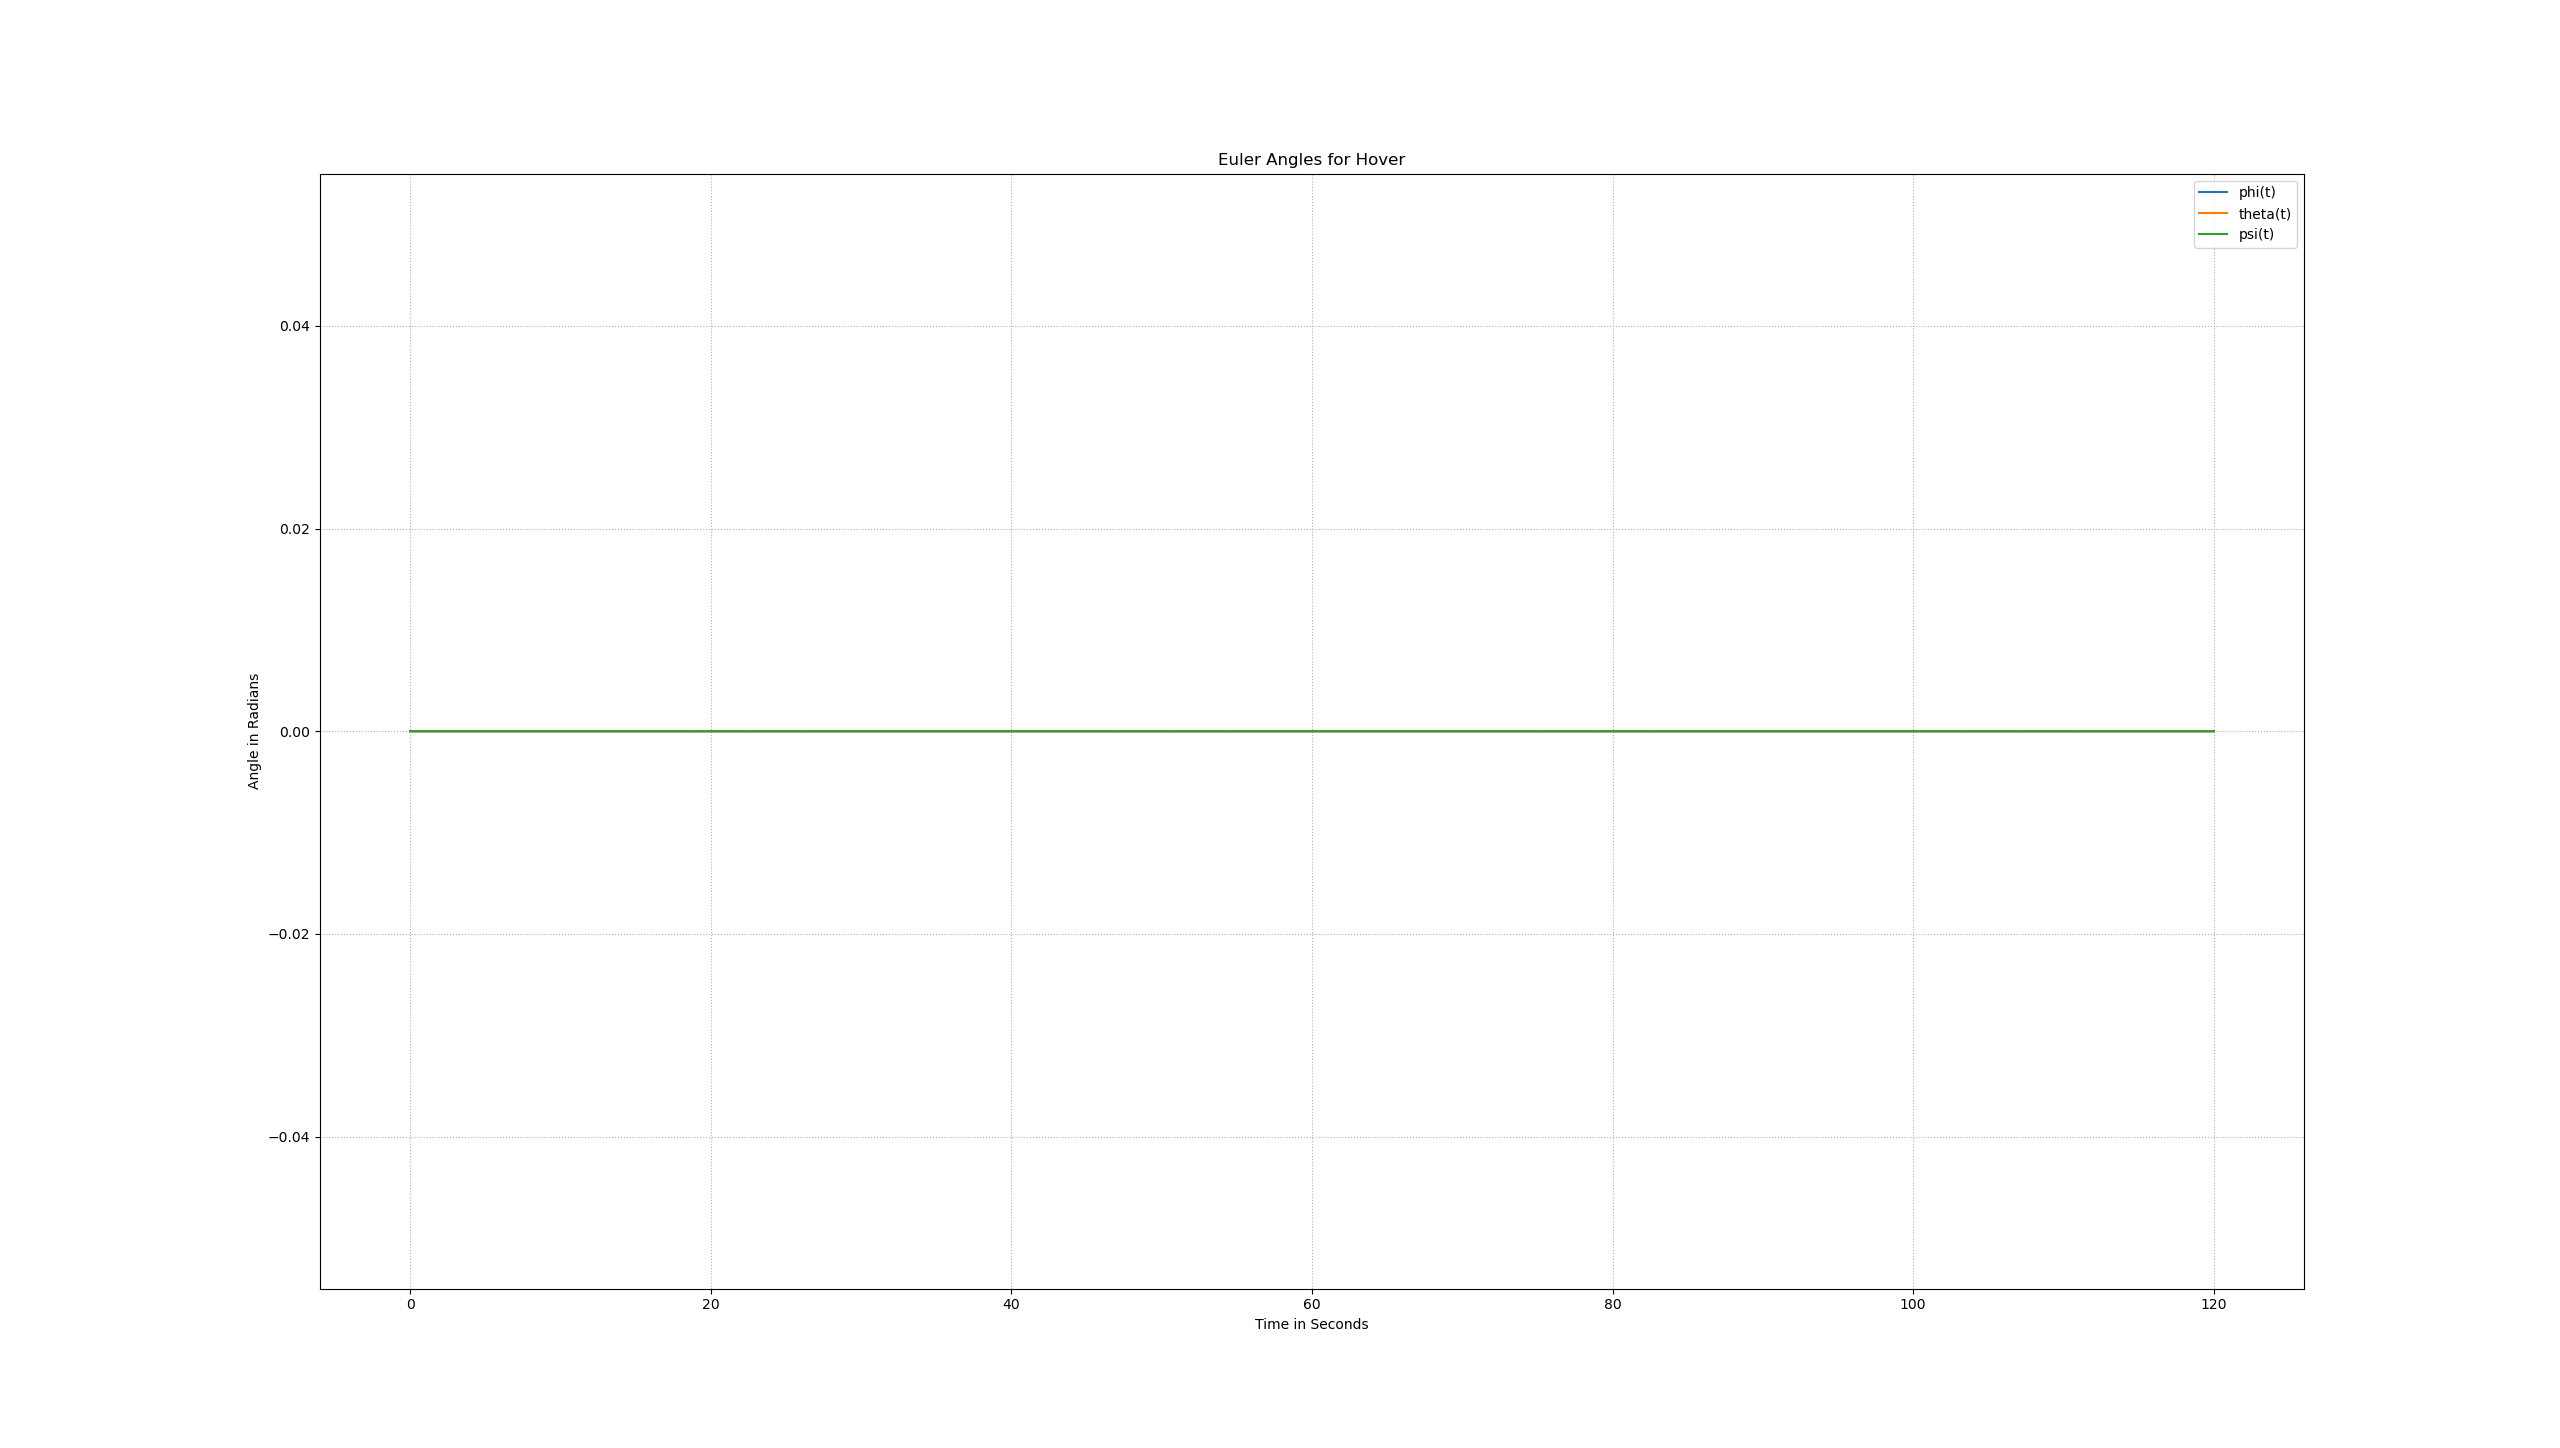 Euler Angles for Hover
phi(t)
theta(t)
psi(t)
0.04
0.02
0.00
−0.02
−0.04
Angle in Radians
0 20 40 60 80 100 120
Time in Seconds